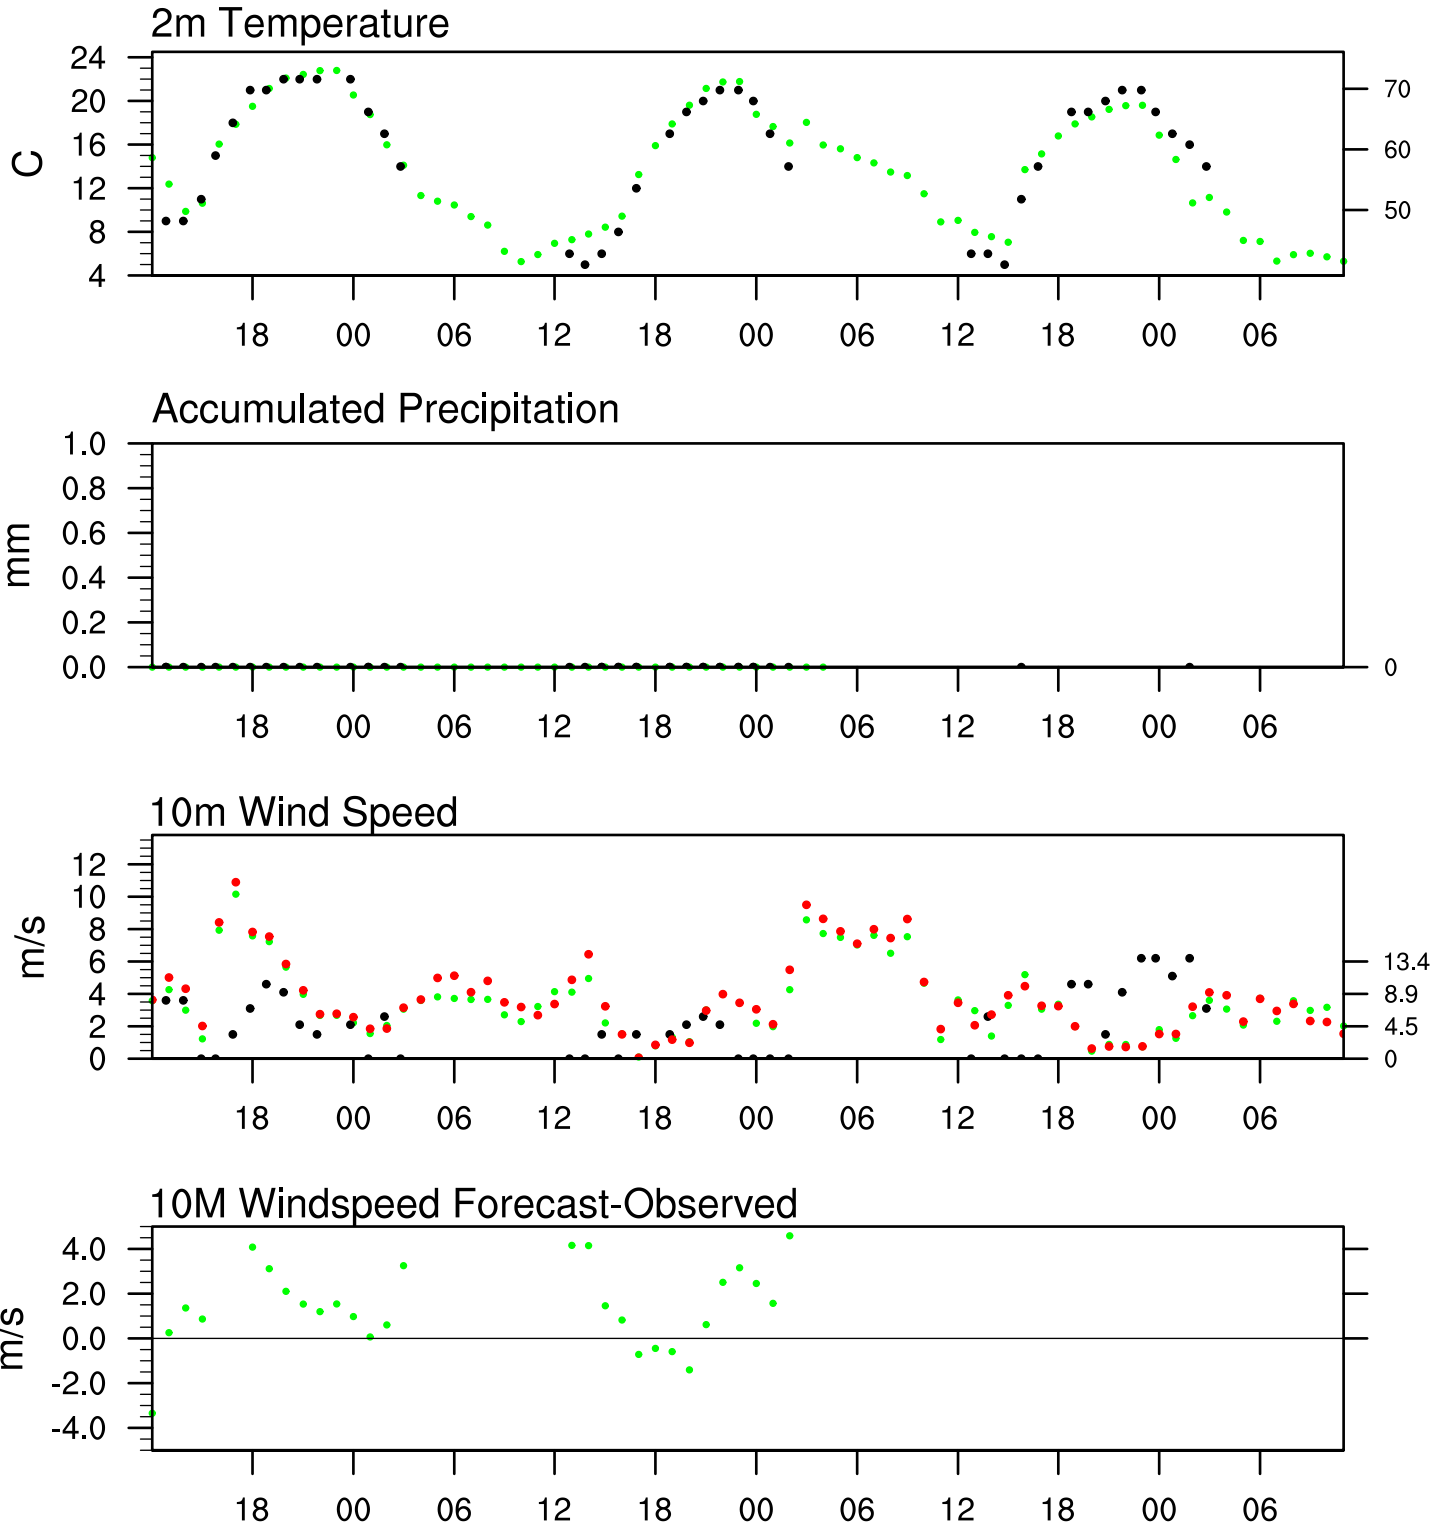 2m Temperature
24
20
16
12
8
4
C
70
60
50
18 00 06 12 18 00 06 12 18 00 06
Accumulated Precipitation
1.0
0.8
0.6
0.4
0.2
0.0
mm
0
18 00 06 12 18 00 06 12 18 00 06
10m Wind Speed
12
10
8
6
4
2
0
m/s
13.4
8.9
4.5
0
18 00 06 12 18 00 06 12 18 00 06
10M Windspeed Forecast-Observed
4.0
2.0
0.0
-2.0
-4.0
m/s
18 00 06 12 18 00 06 12 18 00 06